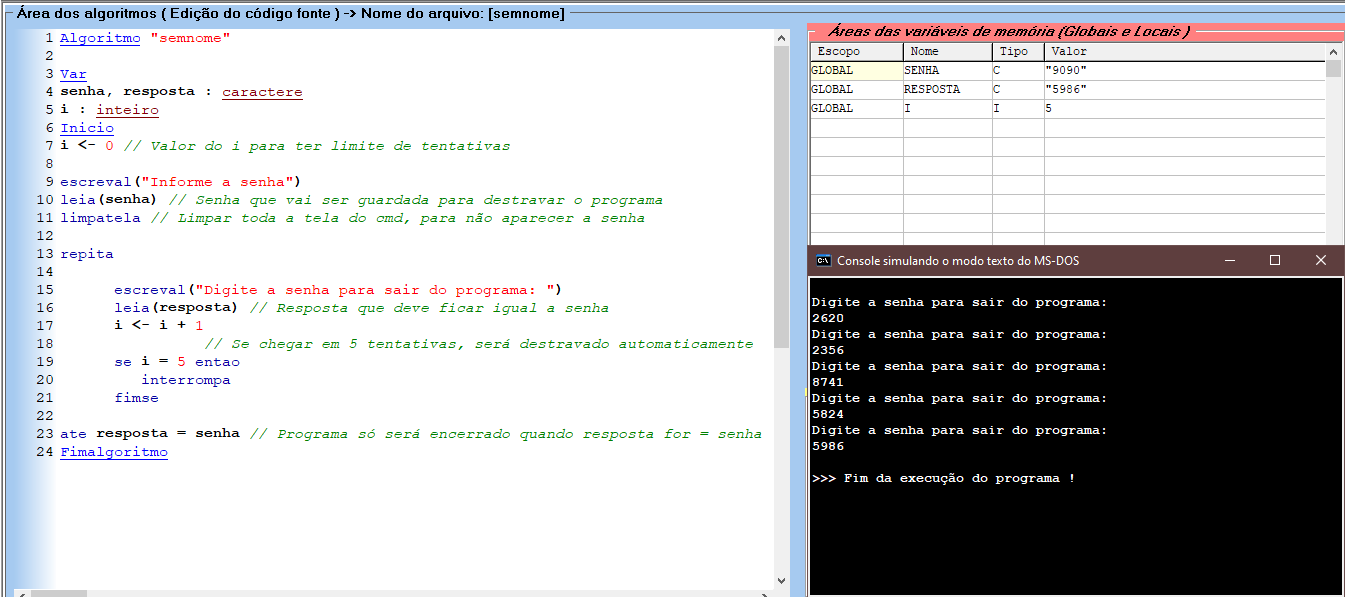 Área dos algoritmos ( Edição do código fonte ) -> Nome do arquivo: [semnome]
1 Algoritmo "semnome"
2
3 Var
4 senha, resposta : caractere
5 i : inteiro
6 Inicio
7 i <- 0 // Valor do i para ter limite de tentativas
8
9 escreval("Informe a senha")
10 leia(senha) // Senha que vai ser guardada para destravar o programa
11 limpatela // Limpar toda a tela do cmd, para não aparecer a senha
12
13 repita
14
15 escreval("Digite a senha para sair do programa: ")
16 leia(resposta) // Resposta que deve ficar igual a senha
17 i <- i + 1
18 // Se chegar em 5 tentativas, será destravado automaticamente
19 se i = 5 entao
20 interrompa
21 fimse
22
23 ate resposta = senha // Programa só será encerrado quando resposta for = senha
24 Fimalgoritmo
Áreas das variáveis de memória (Globais e Locais )
Escopo Nome Tipo Valor
GLOBAL SENHA C "9090"
GLOBAL RESPOSTA C "5986"
GLOBAL I I 5
C:\ Console simulando o modo texto do MS-DOS
Digite a senha para sair do programa:
2620
Digite a senha para sair do programa:
2356
Digite a senha para sair do programa:
8741
Digite a senha para sair do programa:
5824
Digite a senha para sair do programa:
5986
>>> Fim da execução do programa !